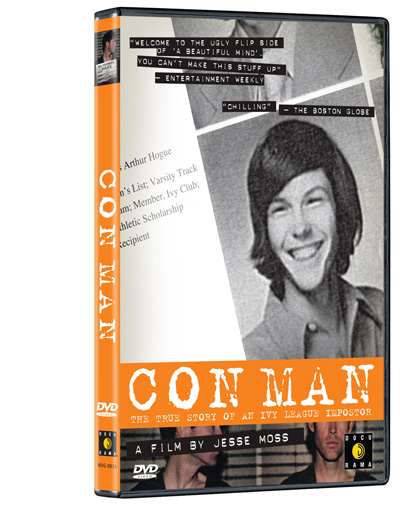 "WELCOME TO THE UGLY FLIP SIDE
OF 'A BEAUTIFUL MIND'.
YOU CAN'T MAKE THIS STUFF UP"
— ENTERTAINMENT WEEKLY
"CHILLING" — THE BOSTON GLOBE
Arthur Hogue
List; Varsity Track
Member, Ivy Club;
Scholarship
Recipient
CON MAN
THE TRUE STORY OF AN IVY LEAGUE IMPOSTOR
A FILM BY JESSE MOSS
DVD
VIDEO
DOCU
RAMA
CON MAN
DVD
DOCU
RAMA